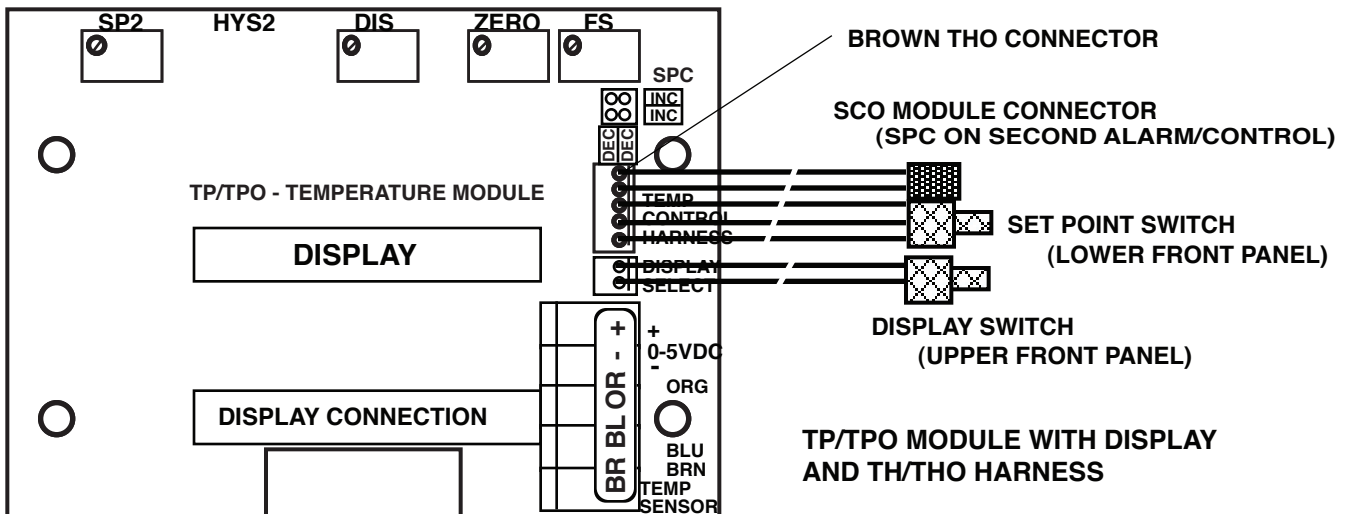 SP2 HYS2 DIS ZERO FS
BROWN THO CONNECTOR
SPC
INC
INC
DEC
DEC
SCO MODULE CONNECTOR
(SPC ON SECOND ALARM/CONTROL)
TP/TPO - TEMPERATURE MODULE
TEMP
CONTROL
HARNESS
SET POINT SWITCH
(LOWER FRONT PANEL)
DISPLAY
DISPLAY
SELECT
DISPLAY SWITCH
(UPPER FRONT PANEL)
BR BL OR - +
+
0-5VDC
-
ORG
DISPLAY CONNECTION
BLU
BRN
TEMP
SENSOR
TP/TPO MODULE WITH DISPLAY
AND TH/THO HARNESS